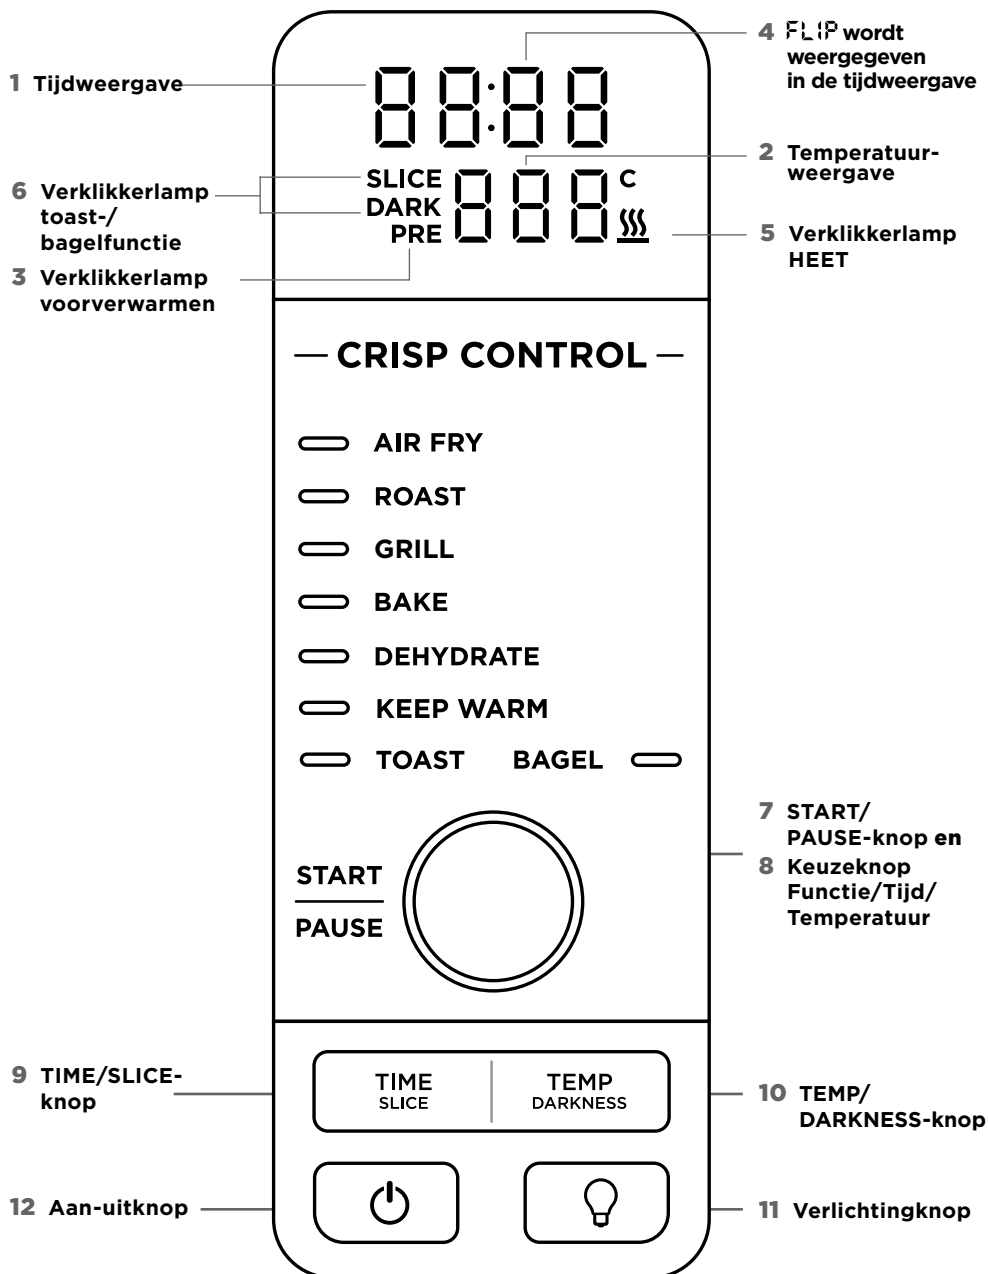 1 Tijdweergave
4 FLIP wordt
weergegeven
in de tijdweergave
88:88
2 Temperatuur-
weergave
6 Verklikkerlamp
toast-/
bagelfunctie
SLICE
DARK
PRE
888
C
5 Verklikkerlamp
HEET
3 Verklikkerlamp
voorverwarmen
CRISP CONTROL
AIR FRY
ROAST
GRILL
BAKE
DEHYDRATE
KEEP WARM
TOAST BAGEL
START
PAUSE
7 START/
PAUSE-knop en
8 Keuzeknop
Functie/Tijd/
Temperatuur
9 TIME/SLICE-
knop
TIME
SLICE
TEMP
DARKNESS
10 TEMP/
DARKNESS-knop
12 Aan-uitknop
11 Verlichtingknop